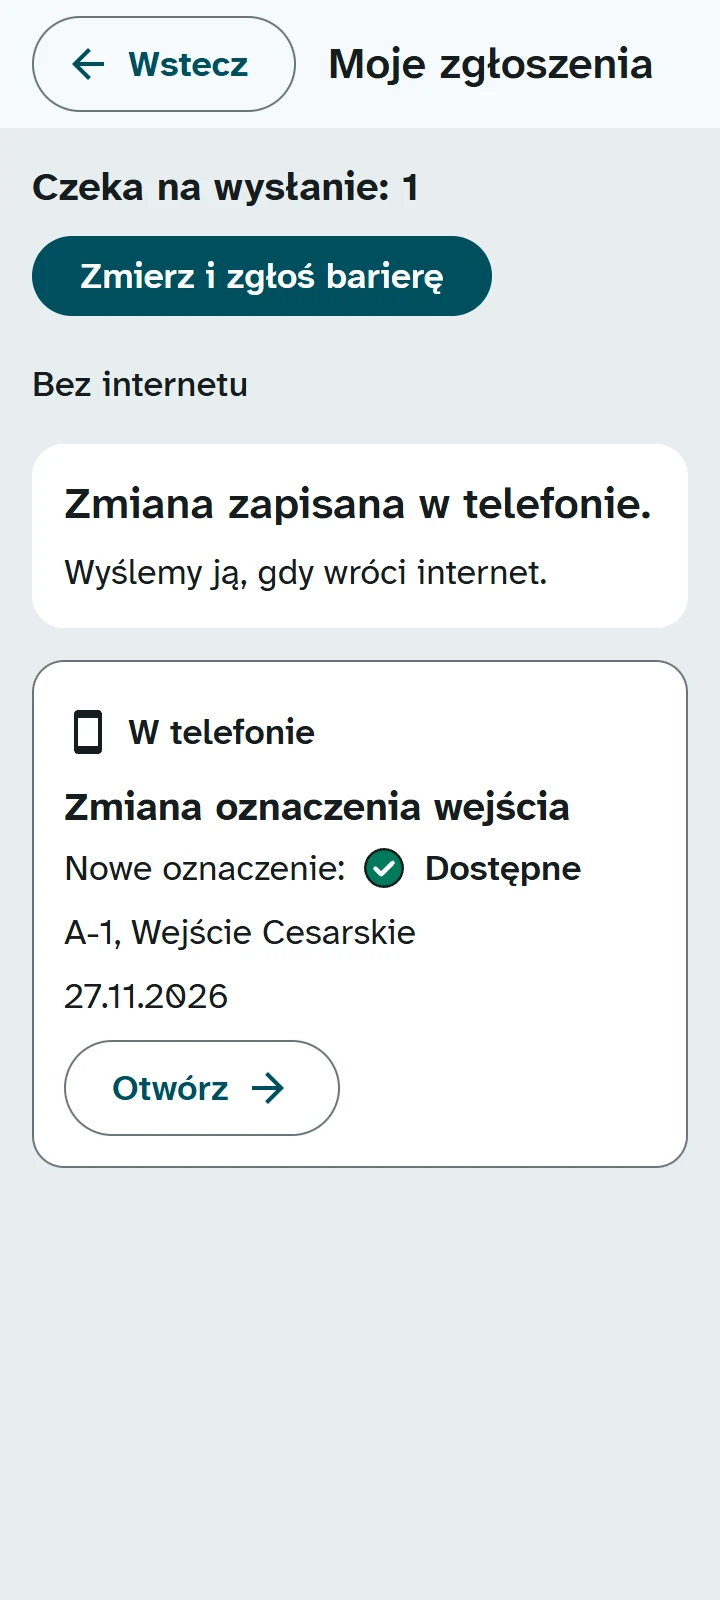 Wstecz
Moje zgłoszenia
Czeka na wysłanie: 1
Zmierz i zgłoś barierę
Bez internetu
Zmiana zapisana w telefonie.
Wyślemy ją, gdy wróci internet.
W telefonie
Zmiana oznaczenia wejścia
Nowe oznaczenie: Dostępne
A-1, Wejście Cesarskie
27.11.2026
Otwórz